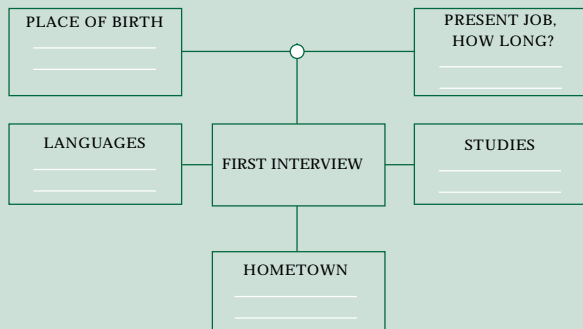 PLACE OF BIRTH
PRESENT JOB,
HOW LONG?
LANGUAGES
FIRST INTERVIEW
STUDIES
HOMETOWN